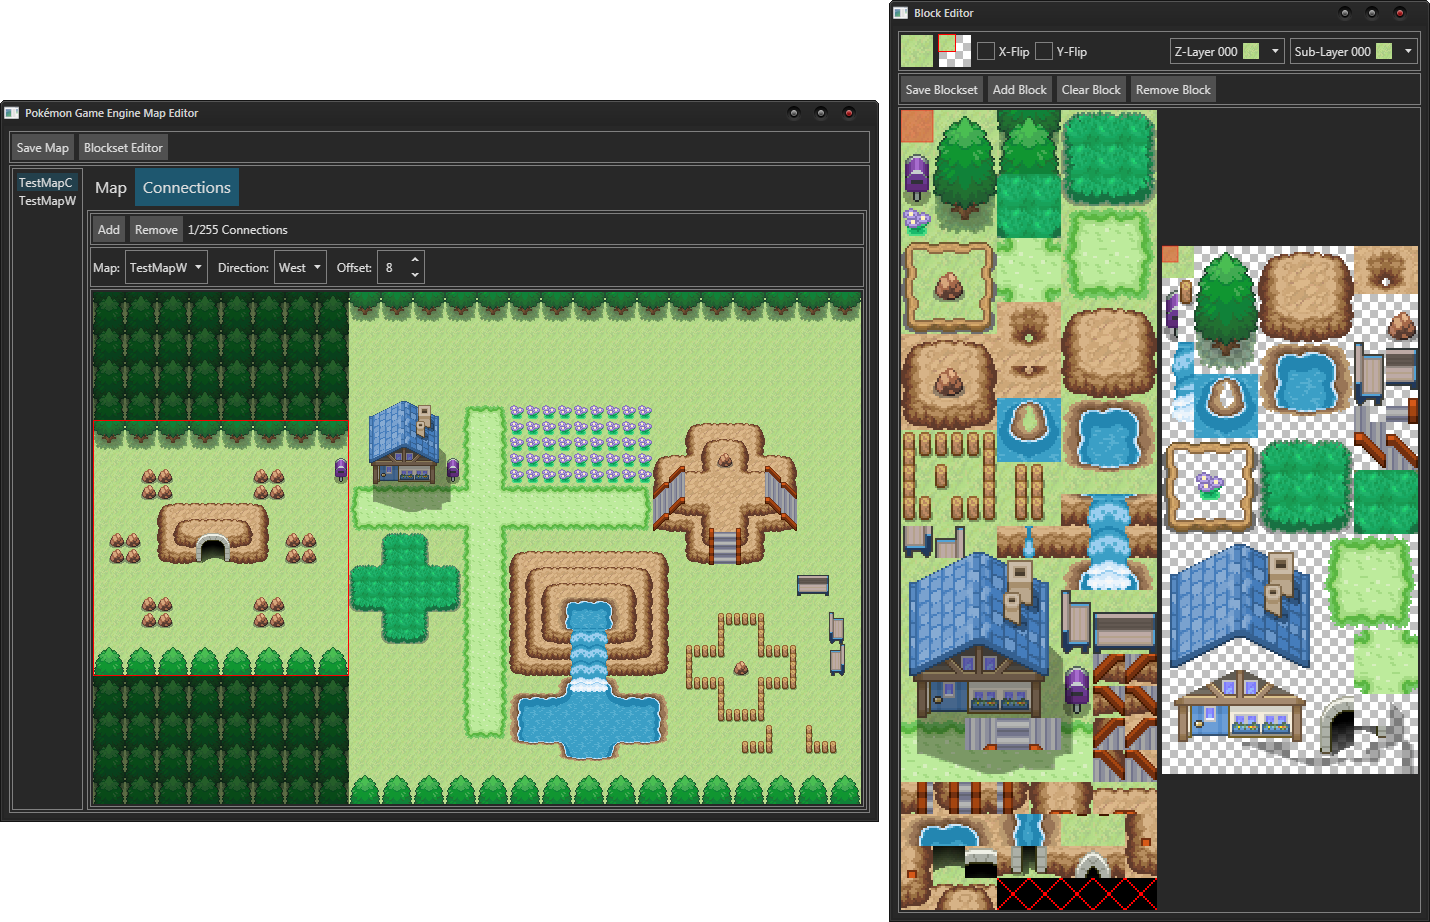 Pokémon Game Engine Map Editor
Save Map Blockset Editor
TestMapC
TestMapW
Map Connections
Add Remove 1/255 Connections
Map: TestMapW Direction: West Offset: 8
Block Editor
X-Flip Y-Flip Z-Layer 000 Sub-Layer 000
Save Blockset Add Block Clear Block Remove Block